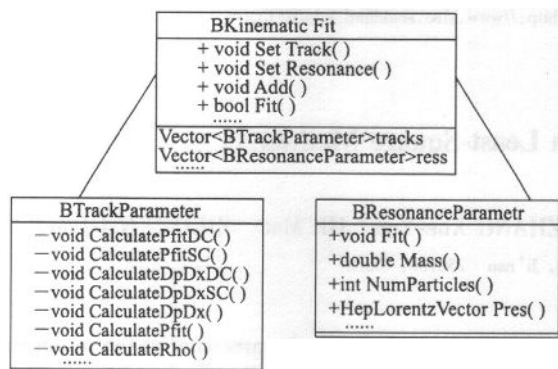 BKinematic Fit
+ void Set Track( )
+ void Set Resonance( )
+ void Add( )
+ bool Fit( )
......
Vector<BTrackParameter>tracks
Vector<BResonanceParameter>ress
......
BTrackParameter
−void CalculatePfitDC( )
−void CalculatePfitSC( )
−void CalculateDpDxDC( )
−void CalculateDpDxSC( )
−void CalculateDpDx( )
−void CalculatePfit( )
−void CalculateRho( )
......
BResonanceParametr
+void Fit( )
+double Mass( )
+int NumParticles( )
+HepLorentzVector Pres( )
......